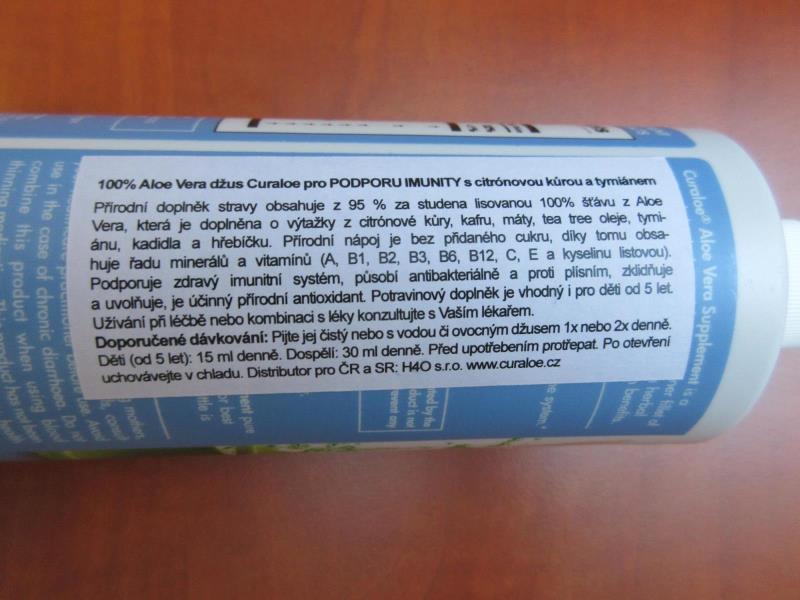 100% Aloe Vera džus Curaloe pro PODPORU IMUNITY s citrónovou kůrou a tymiánem
Přírodní doplněk stravy obsahuje z 95 % za studena lisovanou 100% šťávu z Aloe
Vera, která je doplněna o výtažky z citrónové kůry, kafru, máty, tea tree oleje, tymi-
ánu, kadidla a hřebíčku. Přírodní nápoj je bez přidaného cukru, díky tomu obsa-
huje řadu minerálů a vitamínů (A, B1, B2, B3, B6, B12, C, E a kyselinu listovou).
Podporuje zdravý imunitní systém, působí antibakteriálně a proti plísním, zklidňuje
a uvolňuje, je účinný přírodní antioxidant. Potravinový doplněk je vhodný i pro děti od 5 let.
Užívání při léčbě nebo kombinaci s léky konzultujte s Vaším lékařem.
Doporučené dávkování: Pijte jej čistý nebo s vodou či ovocným džusem 1x nebo 2x denně.
Děti (od 5 let): 15 ml denně. Dospělí: 30 ml denně. Před upotřebením protřepat. Po otevření
uchovávejte v chladu. Distributor pro ČR a SR: H4O s.r.o. www.curaloe.cz
Curaloe® Aloe Vera Supplement is a
use in the case of chronic diarrhea. Do not
combine this product when using blood